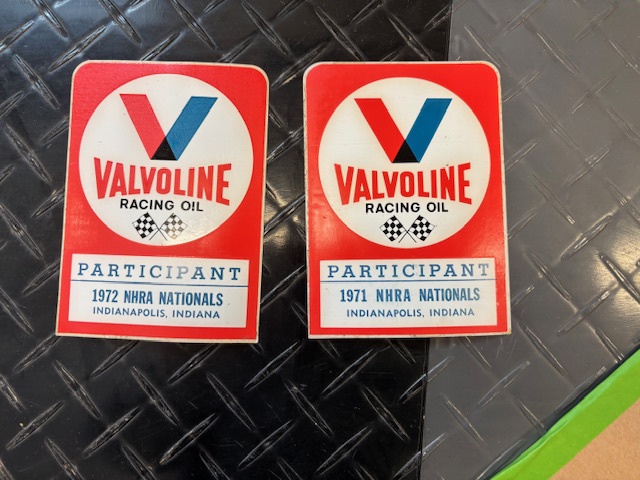 VALVOLINE
RACING OIL
PARTICIPANT
1972 NHRA NATIONALS
INDIANAPOLIS, INDIANA
VALVOLINE
RACING OIL
PARTICIPANT
1971 NHRA NATIONALS
INDIANAPOLIS, INDIANA